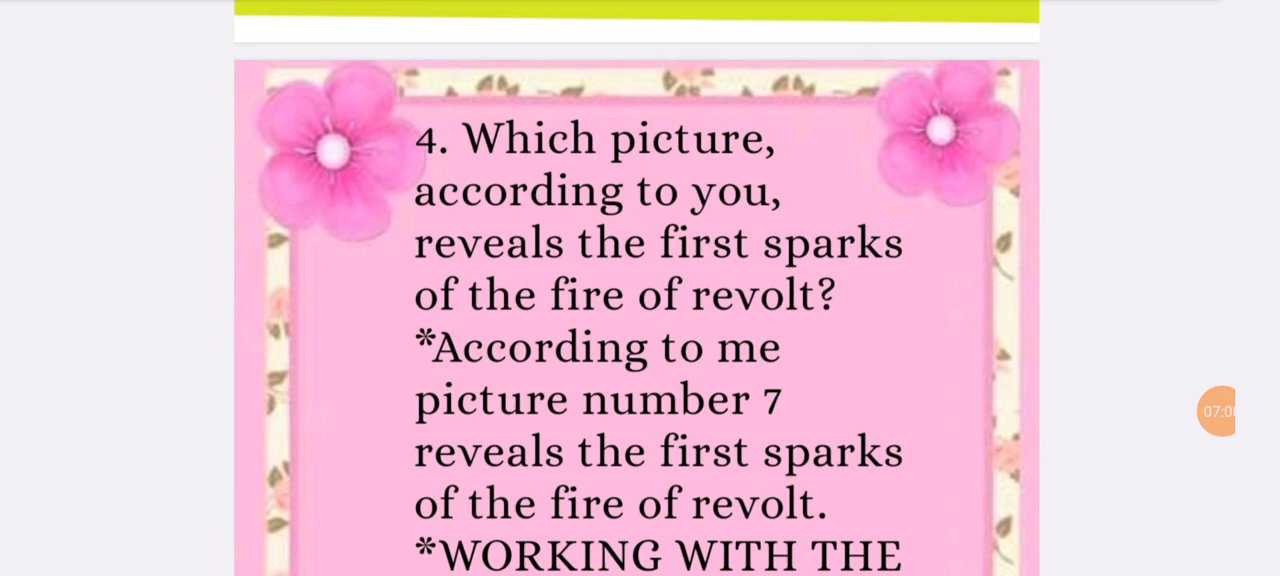 4. Which picture,
according to you,
reveals the first sparks
of the fire of revolt?
*According to me
picture number 7
reveals the first sparks
of the fire of revolt.
*WORKING WITH THE